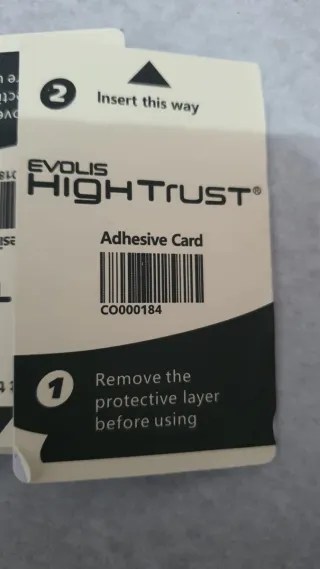 2 Insert this way
EVOLIS
HIGHTRUST®
Adhesive Card
CO000184
1 Remove the
protective layer
before using